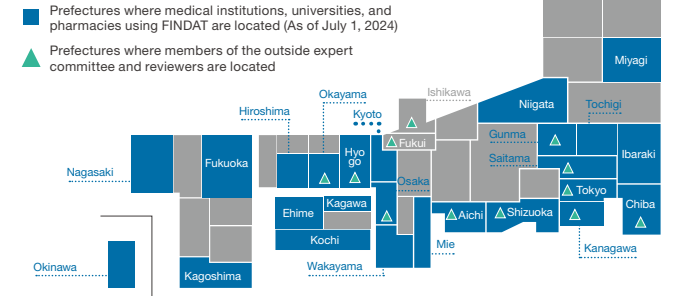 Prefectures where medical institutions, universities, and
pharmacies using FINDAT are located (As of July 1, 2024)
Prefectures where members of the outside expert
committee and reviewers are located
Miyagi
Ishikawa
Okayama
Niigata
Tochigi
Hiroshima
Kyoto
Gunma
Fukui
Hyo
go
Saitama
Ibaraki
Fukuoka
Nagasaki
Osaka
Tokyo
Kagawa
Chiba
Ehime
Aichi
Shizuoka
Kochi
Mie
Kanagawa
Wakayama
Okinawa
Kagoshima